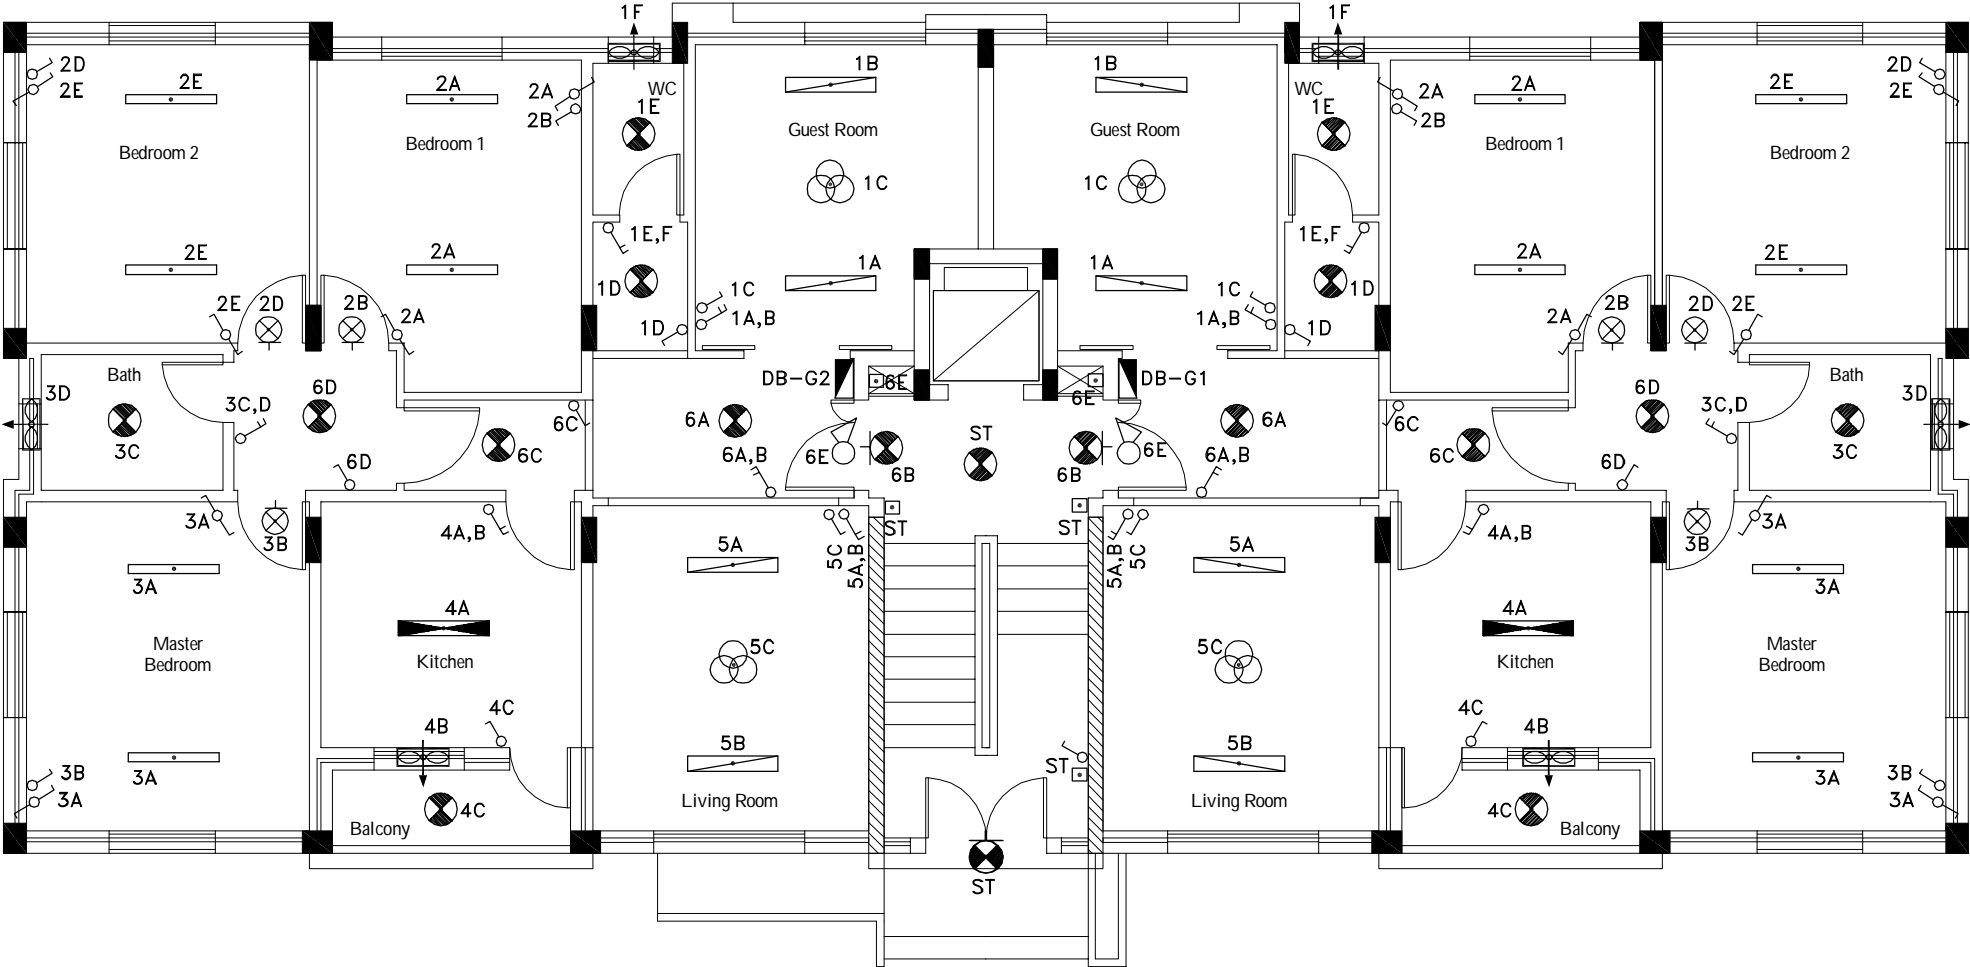 1F
1F
2D
2E
2E
2A
2A
2B
WC
1E
1B
1B
WC
1E
2A
2B
2A
2E
2D
2E
Bedroom 2
Bedroom 1
Guest Room
Guest Room
Bedroom 1
Bedroom 2
1C
1C
1E,F
1E,F
2E
2A
1D
1A
1A
1D
2A
2E
2E
2D
2B
2A
1D
1C
1A,B
1C
1A,B
1D
2A
2B
2D
2E
Bath
DB-G2
6E
6E
DB-G1
Bath
3D
3C
3C,D
6D
6C
6C
6A
6A
6C
6C
6D
3C,D
3D
3C
6D
6A,B
6E
6B
ST
6B
6E
6A,B
6D
3A
3B
4A,B
5C
5A,B
ST
ST
5A,B
5C
4A,B
3B
3A
3A
5A
5A
3A
4A
4A
Master
Bedroom
Kitchen
5C
5C
Kitchen
Master
Bedroom
4C
4B
4C
4B
3B
3A
3A
5B
ST
5B
3A
3B
3A
4C
Living Room
Living Room
4C
Balcony
Balcony
ST